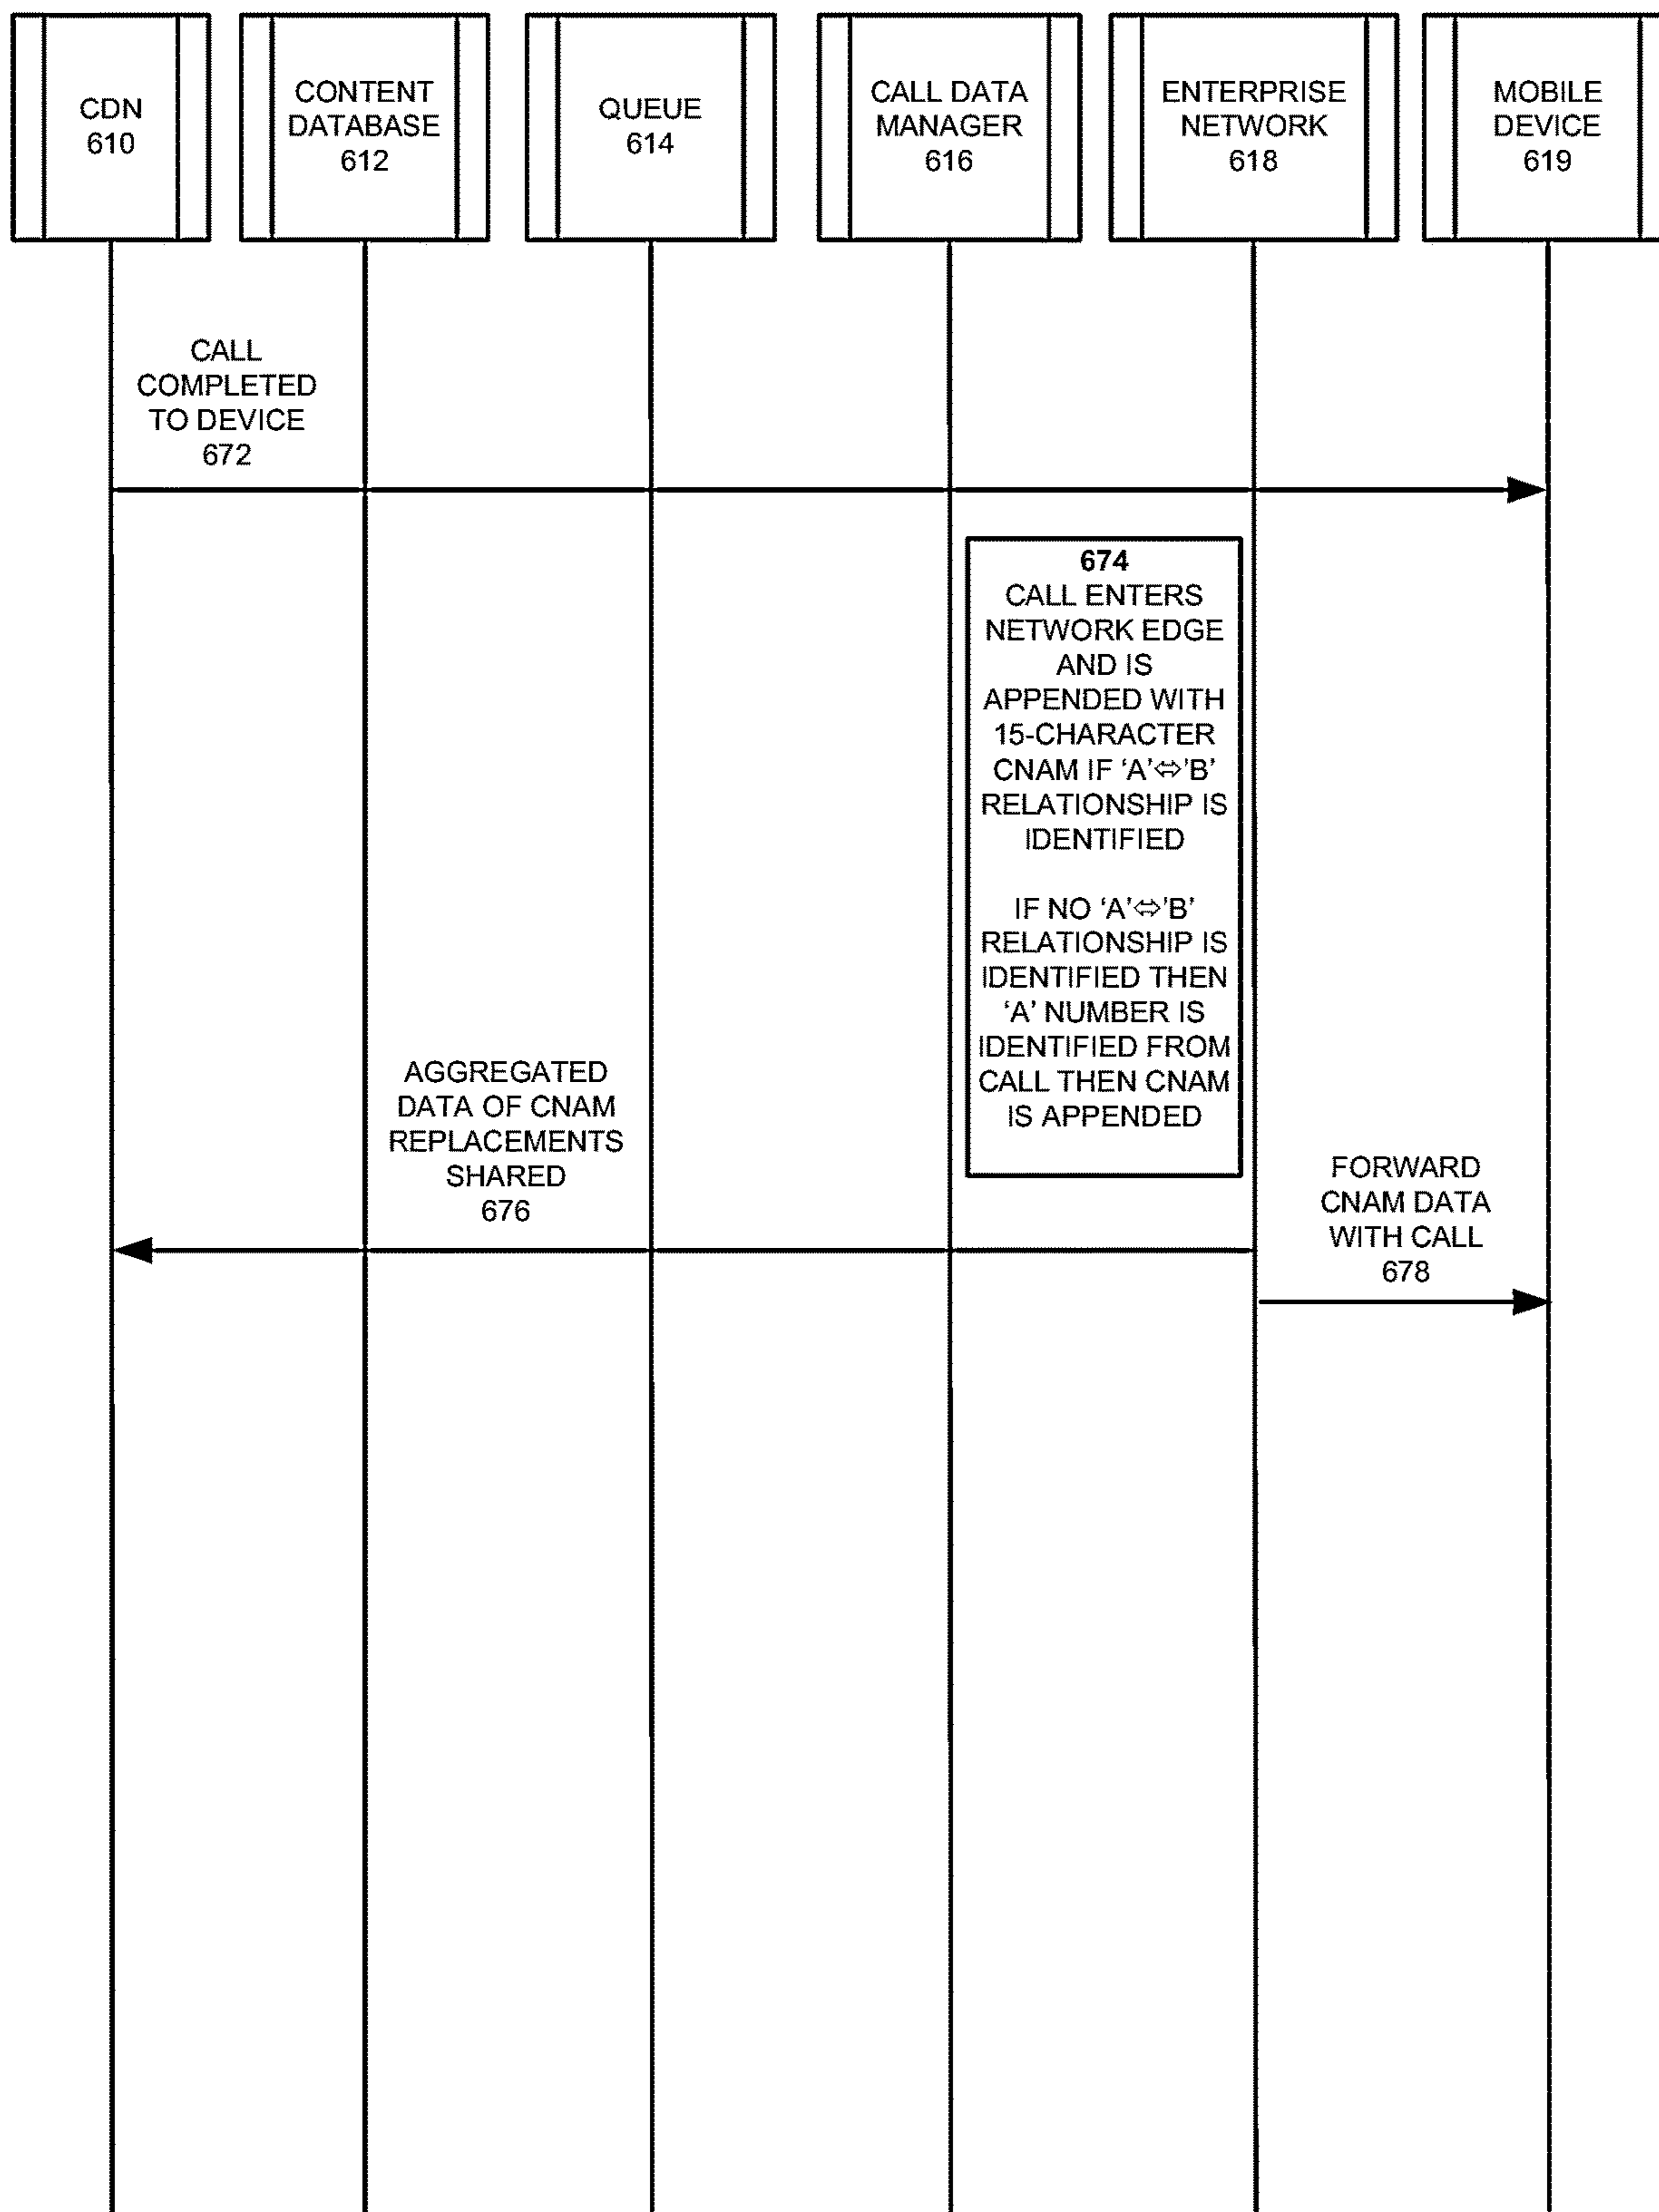 CDN
610
CONTENT
DATABASE
612
QUEUE
614
CALL DATA
MANAGER
616
ENTERPRISE
NETWORK
618
MOBILE
DEVICE
619
CALL
COMPLETED
TO DEVICE
672
674
CALL ENTERS
NETWORK EDGE
AND IS
APPENDED WITH
15-CHARACTER
CNAM IF ‘A’⇔’B’
RELATIONSHIP IS
IDENTIFIED
IF NO ‘A’⇔’B’
RELATIONSHIP IS
IDENTIFIED THEN
‘A’ NUMBER IS
IDENTIFIED FROM
CALL THEN CNAM
IS APPENDED
AGGREGATED
DATA OF CNAM
REPLACEMENTS
SHARED
676
FORWARD
CNAM DATA
WITH CALL
678